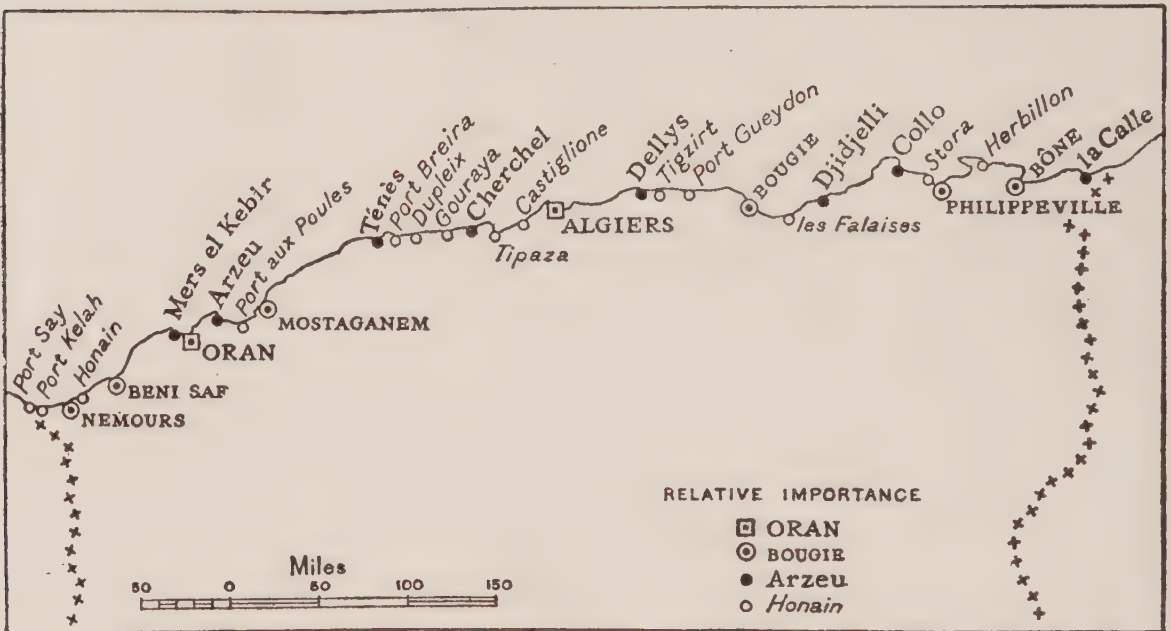 Port Say
Port Kelah
Honain
NEMOURS
BENI SAF
Mers el Kebir
ORAN
Arzeu
Port aux Poules
MOSTAGANEM
Ténès
Port Breira
Dupleix
Gouraya
Cherchel
Tipaza
Castiglione
ALGIERS
Dellys
Tigzirt
Port Gueydon
BOUGIE
les Falaises
Djidjelli
Collo
Stora
PHILIPPEVILLE
Herbillon
BÔNE
la Calle
RELATIVE IMPORTANCE
ORAN
BOUGIE
Arzeu
Honain
Miles
50 0 50 100 150